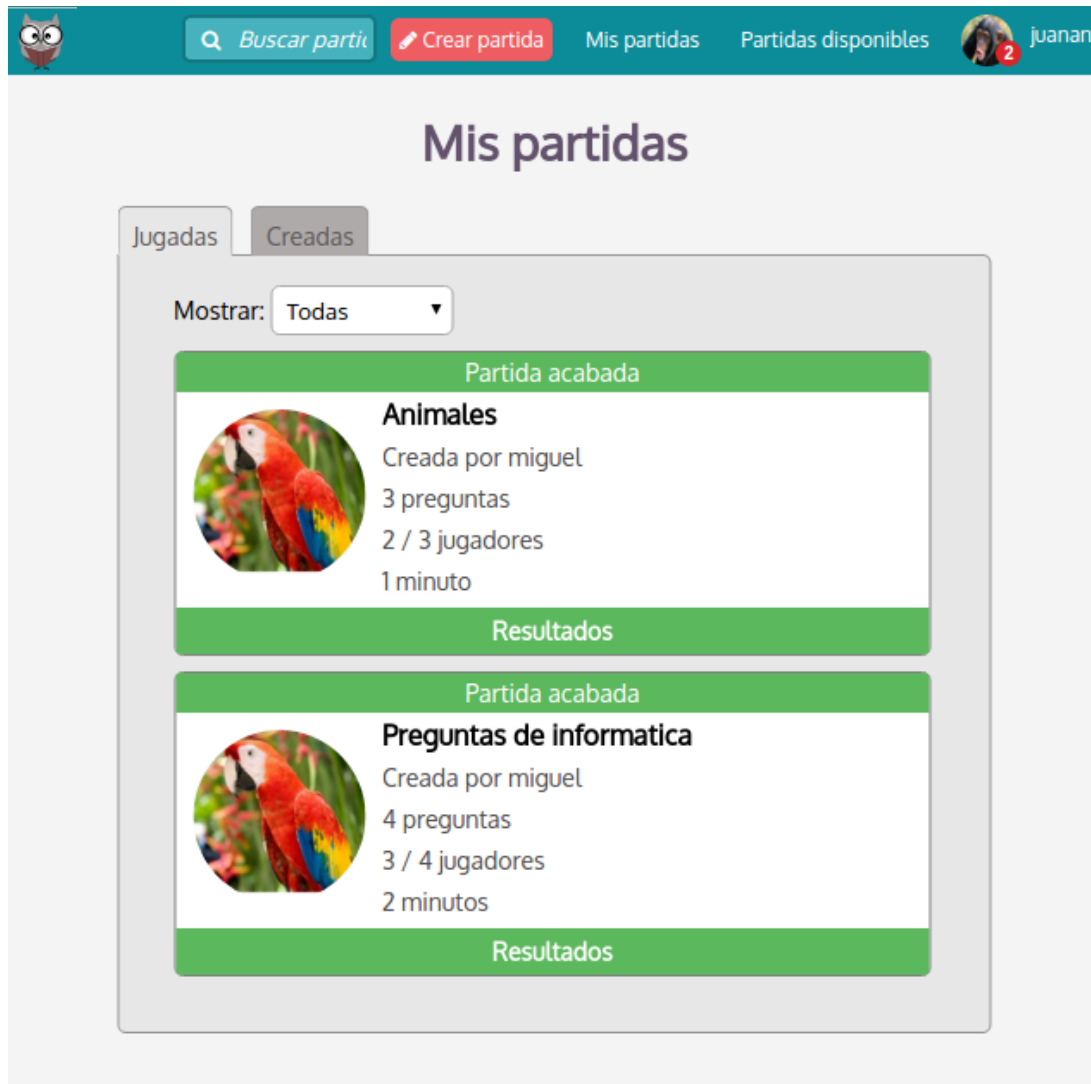 Buscar partic
Crear partida
Mis partidas
Partidas disponibles
2
juanan
Mis partidas
Jugadas
Creadas
Mostrar: Todas
Partida acabada
Animales
Creada por miguel
3 preguntas
2 / 3 jugadores
1 minuto
Resultados
Partida acabada
Preguntas de informatica
Creada por miguel
4 preguntas
3 / 4 jugadores
2 minutos
Resultados